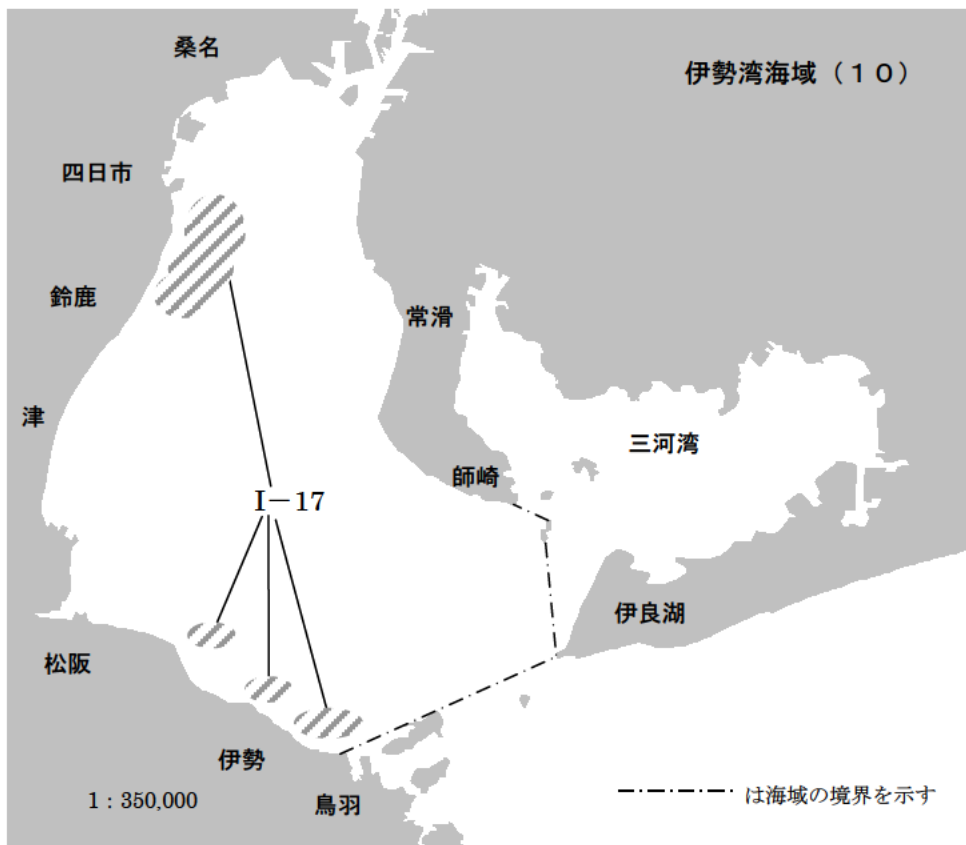 桑名
伊勢湾海域（１０）
四日市
鈴鹿
常滑
津
三河湾
師崎
I－17
伊良湖
松阪
伊勢
1：350,000
鳥羽
は海域の境界を示す